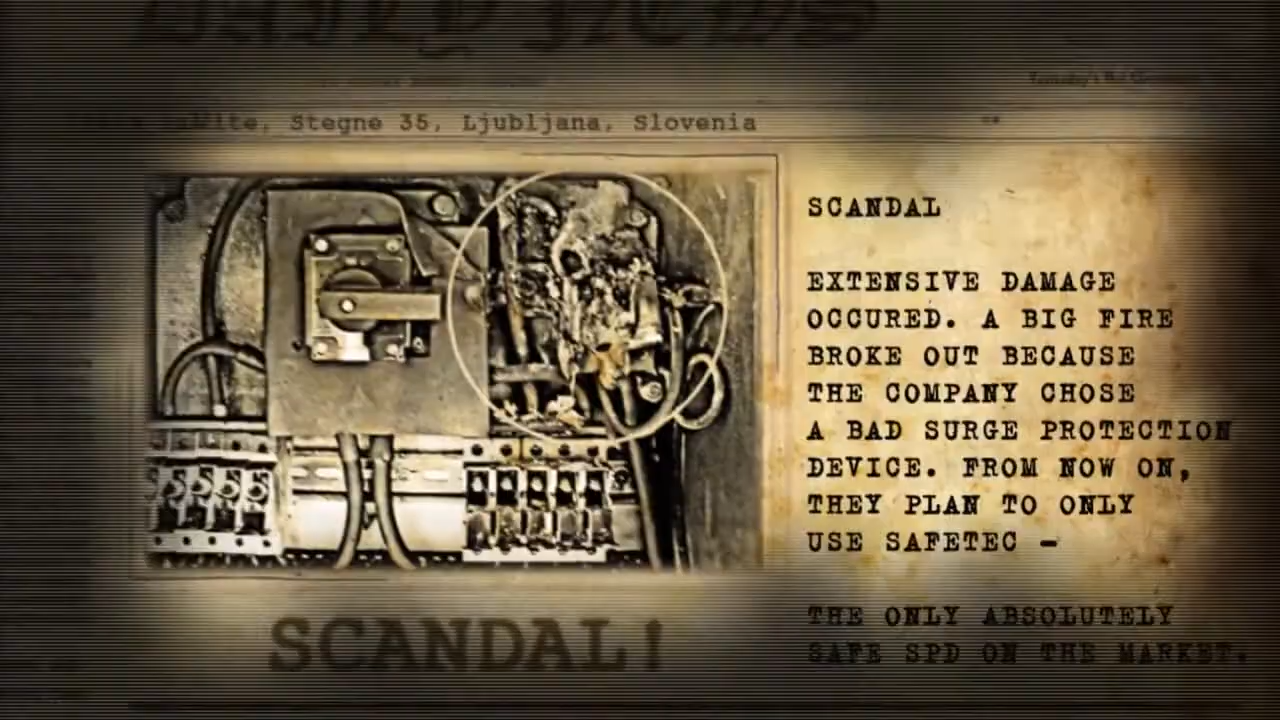 DAILY NEWS
Stegne 35, Ljubljana, Slovenia
SCANDAL
EXTENSIVE DAMAGE
OCCURED. A BIG FIRE
BROKE OUT BECAUSE
THE COMPANY CHOSE
A BAD SURGE PROTECTION
DEVICE. FROM NOW ON,
THEY PLAN TO ONLY
USE SAFETEC –
THE ONLY ABSOLUTELY
SAFE SPD ON THE MARKET.
SCANDAL!